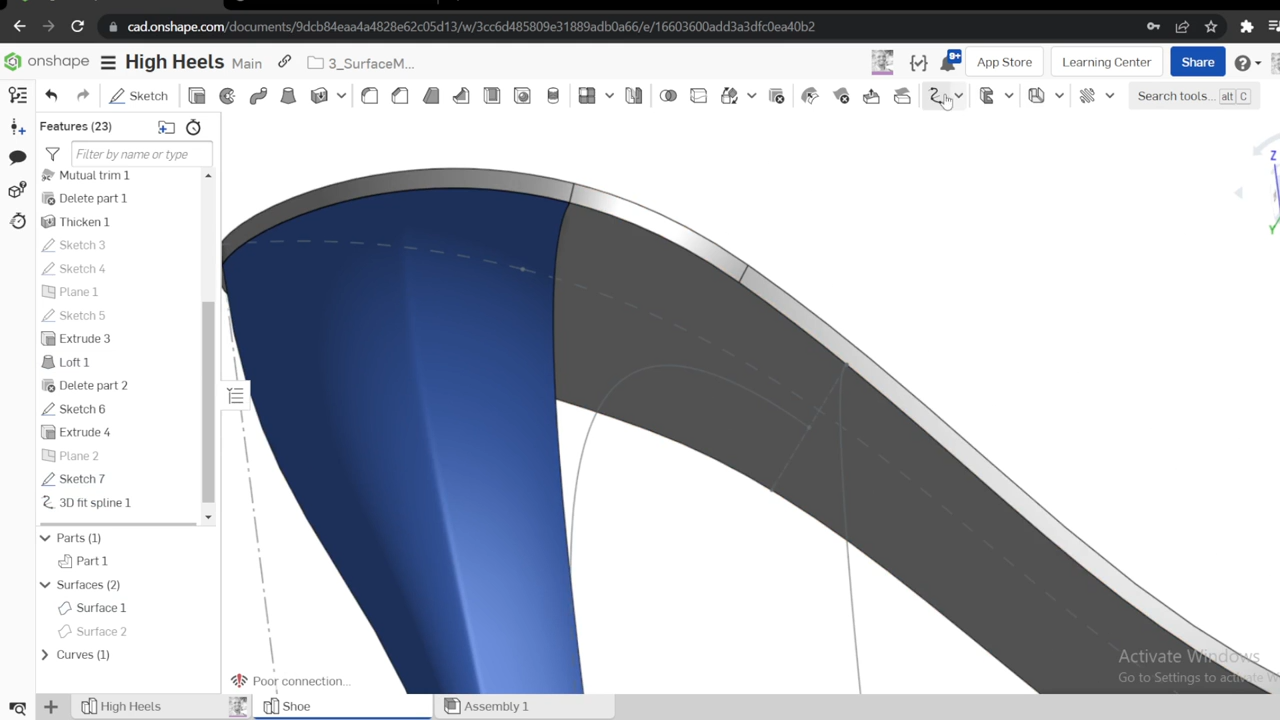 cad.onshape.com/documents/9dcb84eaa4a4828e62c05d13/w/3cc6d485809e31889adb0a66/e/16603600add3a3dfc0ea40b2
onshape High Heels Main 3_SurfaceM... 9+ App Store Learning Center Share
Sketch Search tools... alt C
Features (23)
Filter by name or type
Mutual trim 1
Delete part 1
Thicken 1
Sketch 3
Sketch 4
Plane 1
Sketch 5
Extrude 3
Loft 1
Delete part 2
Sketch 6
Extrude 4
Plane 2
Sketch 7
3D fit spline 1
Parts (1)
Part 1
Surfaces (2)
Surface 1
Surface 2
Curves (1)
Z
Y
Poor connection...
Activate Windows
Go to Settings to activate W
High Heels Shoe Assembly 1